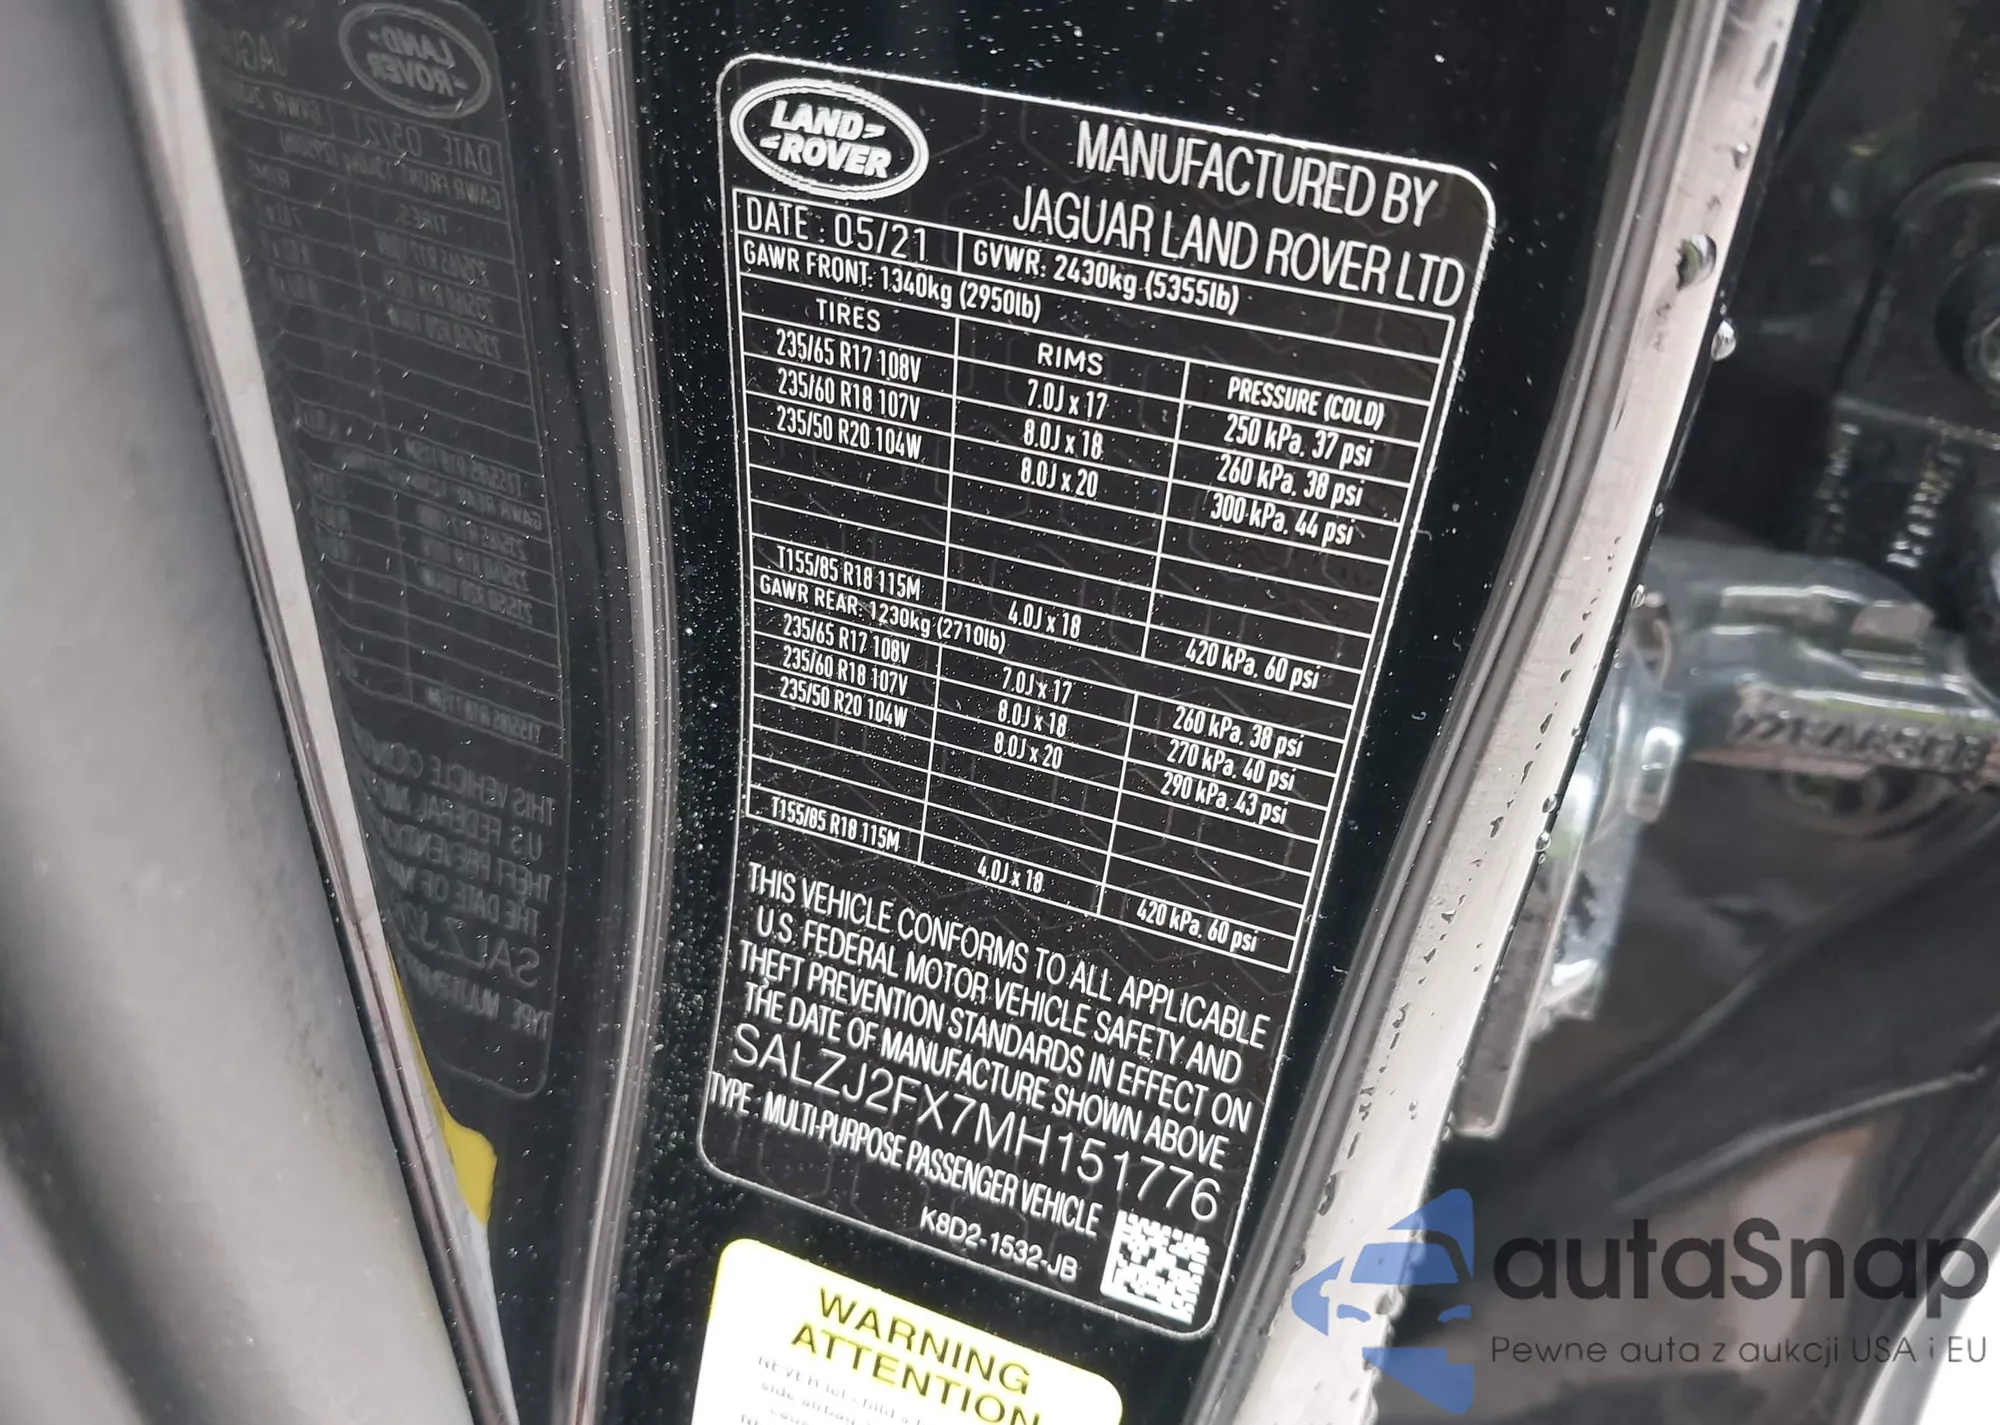 LAND ROVER
MANUFACTURED BY
JAGUAR LAND ROVER LTD
DATE : 05/21 GVWR: 2430kg (5355lb)
GAWR FRONT: 1340kg (2950lb)
TIRES RIMS PRESSURE (COLD)
235/65 R17 108V 7.0J x 17 250 kPa, 37 psi
235/60 R18 107V 8.0J x 18 260 kPa, 38 psi
235/50 R20 104W 8.0J x 20 300 kPa, 44 psi
T155/85 R18 115M 4.0J x 18 420 kPa, 60 psi
GAWR REAR: 1230kg (2710lb)
235/65 R17 108V 7.0J x 17 260 kPa, 38 psi
235/60 R18 107V 8.0J x 18 270 kPa, 40 psi
235/50 R20 104W 8.0J x 20 290 kPa, 43 psi
T155/85 R18 115M 4.0J x 18 420 kPa, 60 psi
THIS VEHICLE CONFORMS TO ALL APPLICABLE
U.S. FEDERAL MOTOR VEHICLE SAFETY AND
THEFT PREVENTION STANDARDS IN EFFECT ON
THE DATE OF MANUFACTURE SHOWN ABOVE
SALZJ2FX7MH151776
TYPE : MULTI-PURPOSE PASSENGER VEHICLE
K8D2-1532-JB
WARNING
ATTENTION
autaSnap
Pewne auta z aukcji USA i EU